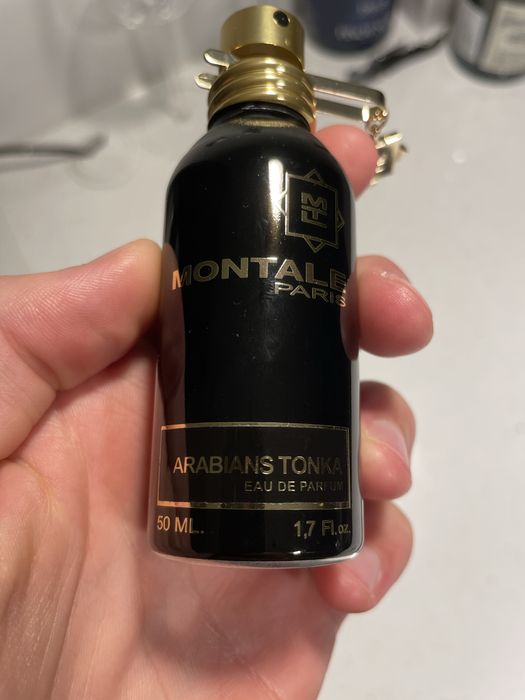 MONTALE
PARIS
ARABIANS TONKA
EAU DE PARFUM
50 ML.
1,7 Fl.oz.